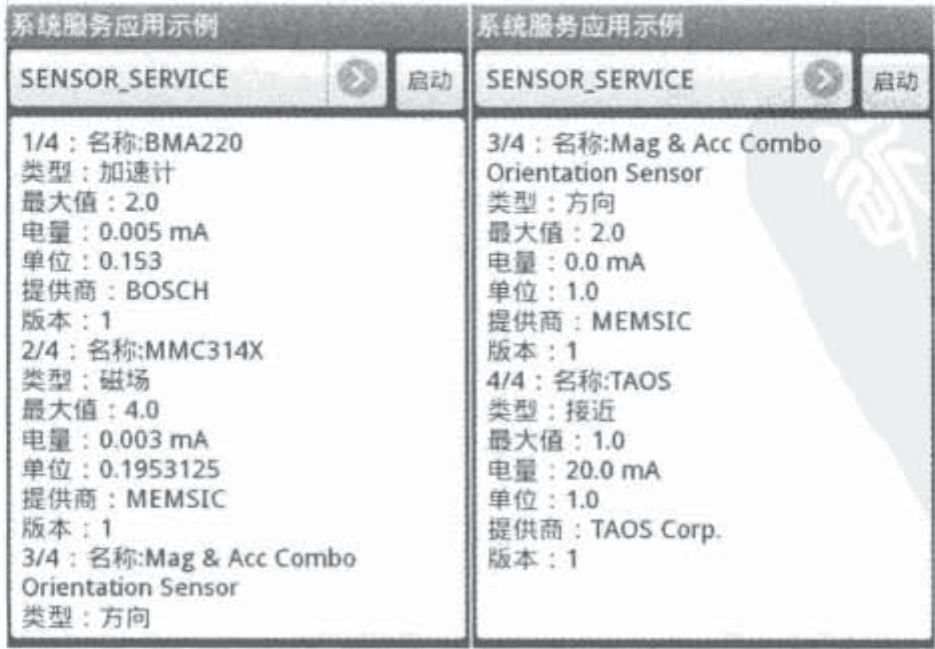 系统服务应用示例
SENSOR_SERVICE
启动
1/4：名称:BMA220
类型：加速计
最大值：2.0
电量：0.005 mA
单位：0.153
提供商：BOSCH
版本：1
2/4：名称:MMC314X
类型：磁场
最大值：4.0
电量：0.003 mA
单位：0.1953125
提供商：MEMSIC
版本：1
3/4：名称:Mag & Acc Combo
Orientation Sensor
类型：方向
系统服务应用示例
SENSOR_SERVICE
启动
3/4：名称:Mag & Acc Combo
Orientation Sensor
类型：方向
最大值：2.0
电量：0.0 mA
单位：1.0
提供商：MEMSIC
版本：1
4/4：名称:TAOS
类型：接近
最大值：1.0
电量：20.0 mA
单位：1.0
提供商：TAOS Corp.
版本：1